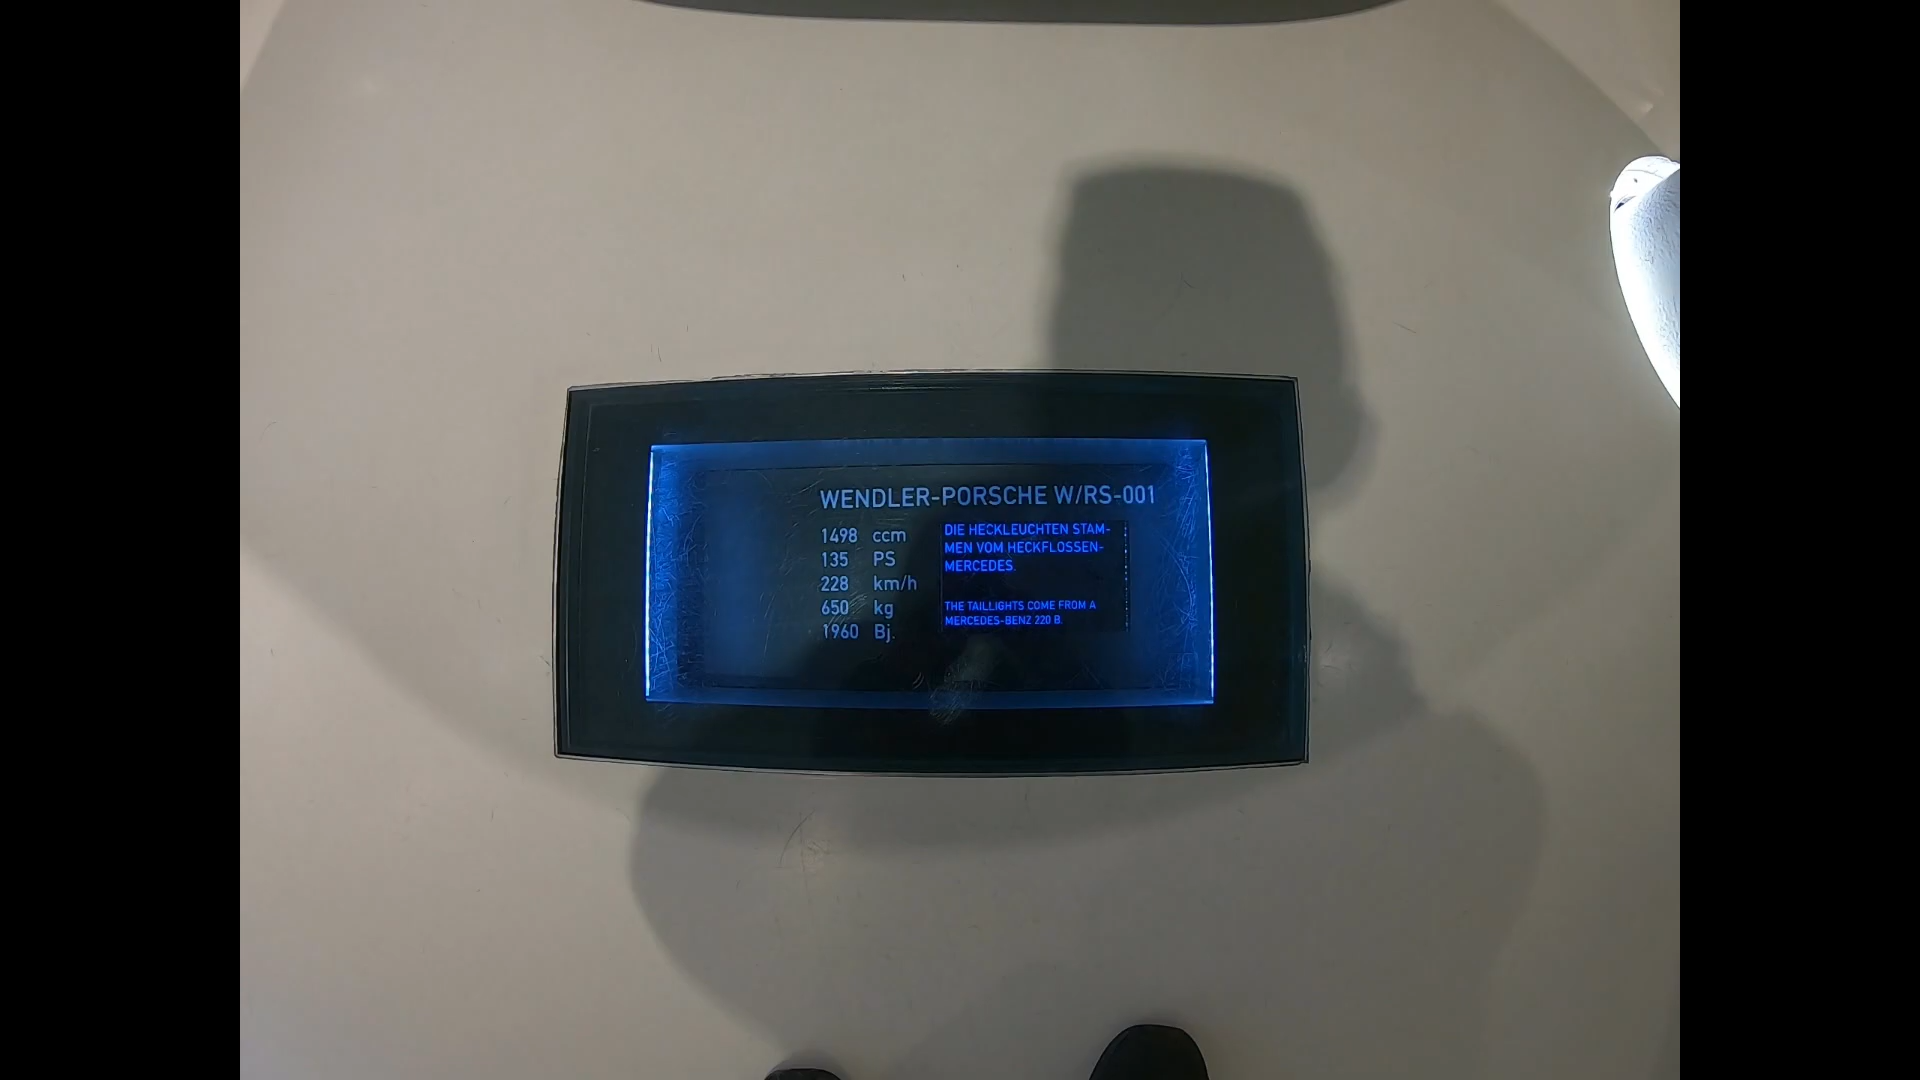 WENDLER-PORSCHE W/RS-001
1498 ccm
135 PS
228 km/h
650 kg
1960 Bj.
DIE HECKLEUCHTEN STAM-
MEN VOM HECKFLOSSEN-
MERCEDES.
THE TAILLIGHTS COME FROM A
MERCEDES-BENZ 220 B.